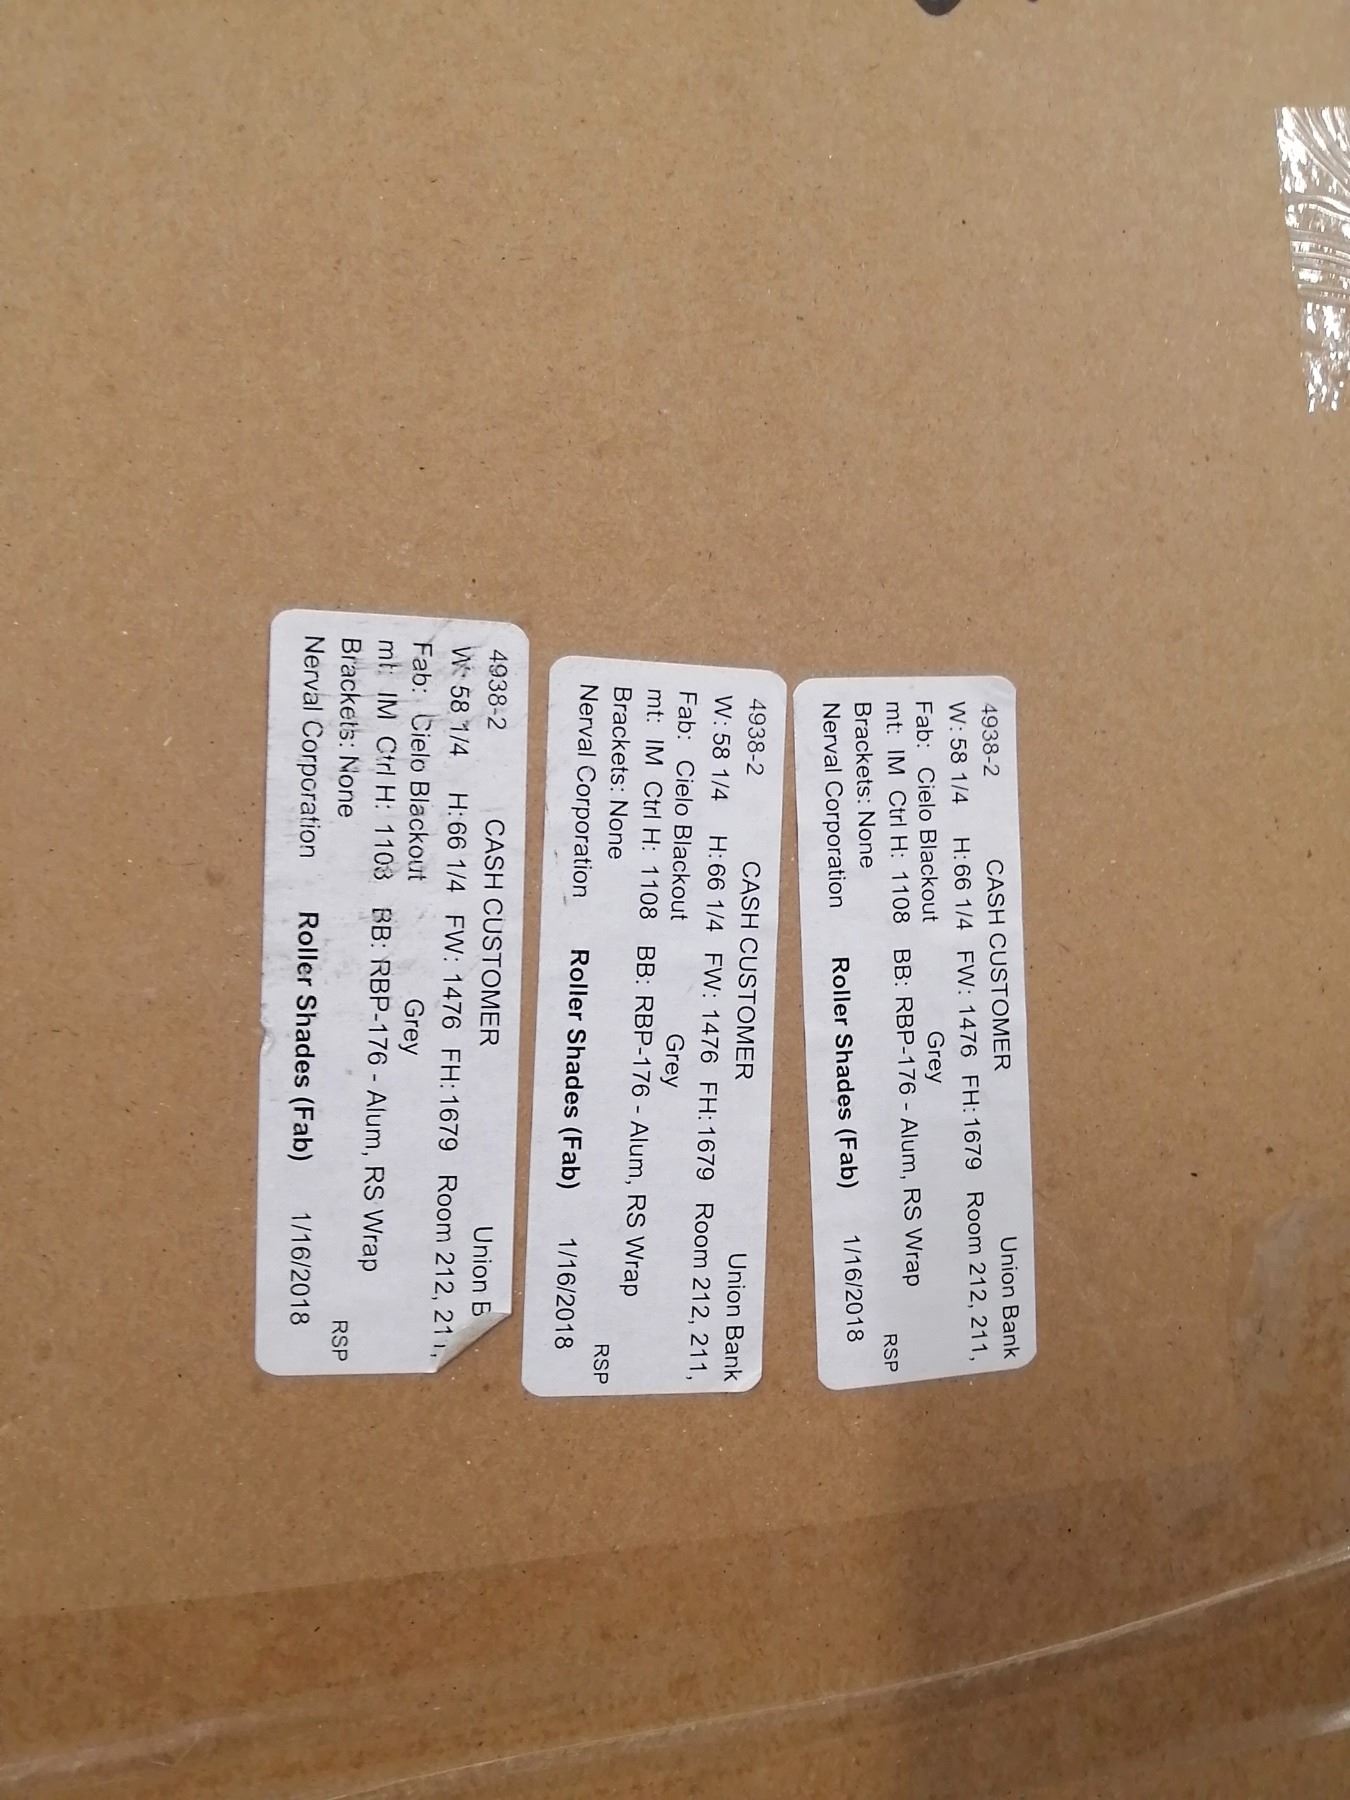 4938-2 CASH CUSTOMER Union Bank
W: 58 1/4 H: 66 1/4 FW: 1476 FH: 1679 Room 212, 211,
Fab: Cielo Blackout Grey
mt: IM Ctrl H: 1108 BB: RBP-176 - Alum, RS Wrap
Brackets: None RSP
Nerval Corporation Roller Shades (Fab) 1/16/2018
4938-2 CASH CUSTOMER Union Bank
W: 58 1/4 H: 66 1/4 FW: 1476 FH: 1679 Room 212, 211,
Fab: Cielo Blackout Grey
mt: IM Ctrl H: 1108 BB: RBP-176 - Alum, RS Wrap
Brackets: None RSP
Nerval Corporation Roller Shades (Fab) 1/16/2018
4938-2 CASH CUSTOMER Union B
W: 58 1/4 H: 66 1/4 FW: 1476 FH: 1679 Room 212, 211,
Fab: Cielo Blackout Grey
mt: IM Ctrl H: 1108 BB: RBP-176 - Alum, RS Wrap
Brackets: None RSP
Nerval Corporation Roller Shades (Fab) 1/16/2018